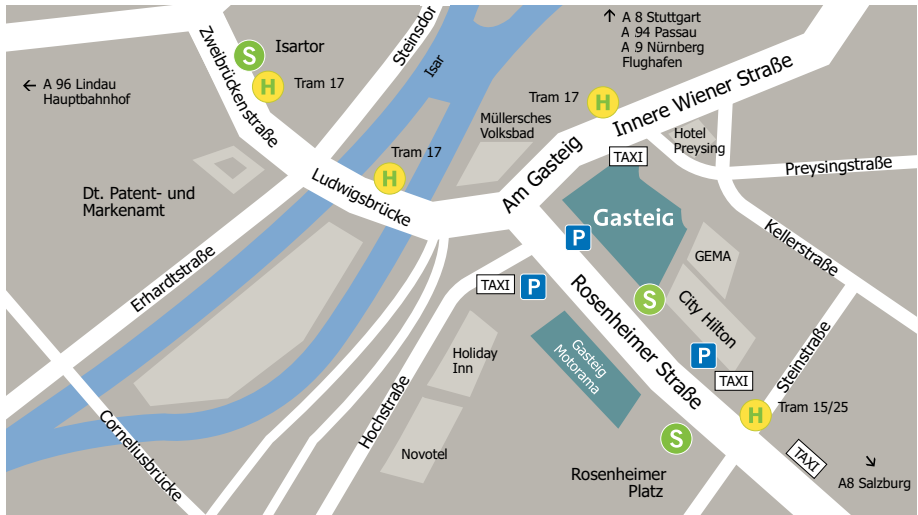 Steinsdor
↑ A 8 Stuttgart
A 94 Passau
A 9 Nürnberg
Flughafen
S
Isartor
Zweibrückenstraße
Isar
Innere Wiener Straße
← A 96 Lindau
Hauptbahnhof
H
Tram 17
Tram 17
H
Müllersches
Volksbad
Hotel
Preysing
Tram 17
H
TAXI
Preysingstraße
Am Gasteig
Dt. Patent- und
Markenamt
Ludwigsbrücke
Gasteig
P
Kellerstraße
GEMA
Erhardtstraße
TAXI
P
S
City Hilton
Rosenheimer Straße
Holiday
Inn
Gasteig
Motorama
P
TAXI
Steinstraße
H
Tram 15/25
Hochstraße
Corneliusbrücke
Novotel
S
Rosenheimer
Platz
TAXI
↘
A8 Salzburg